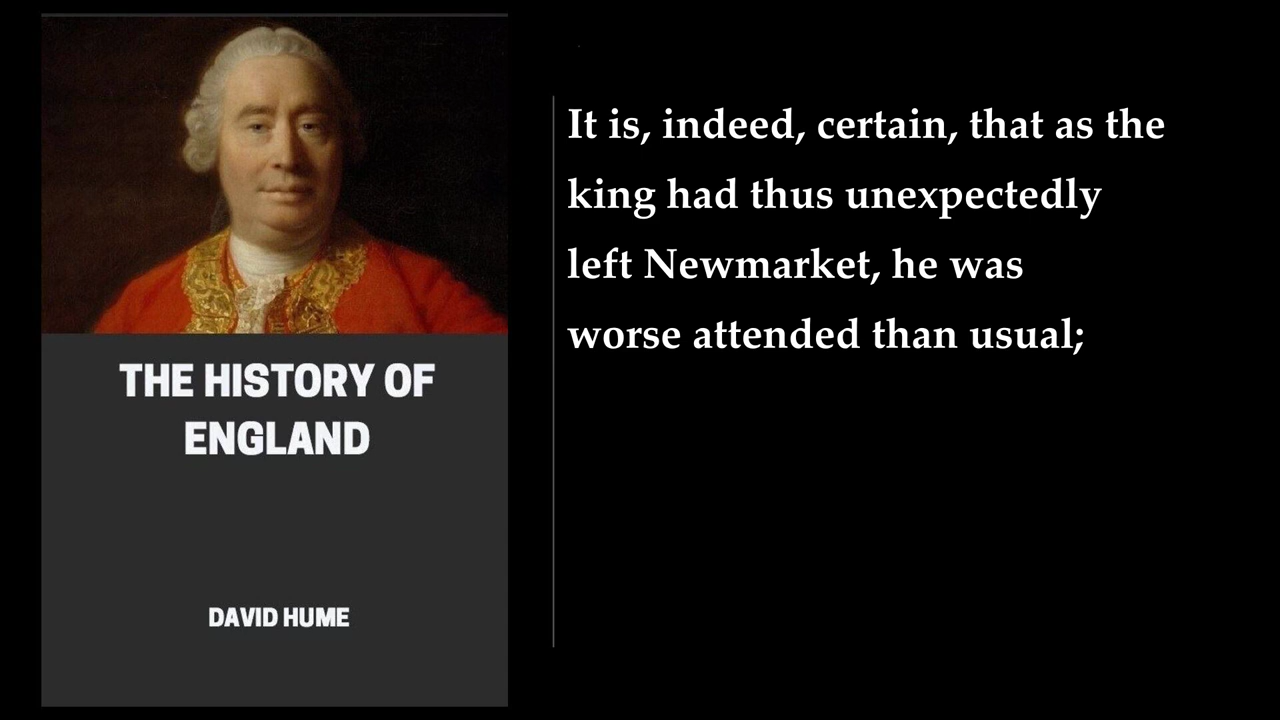 THE HISTORY OF
ENGLAND
DAVID HUME
It is, indeed, certain, that as the
king had thus unexpectedly
left Newmarket, he was
worse attended than usual;